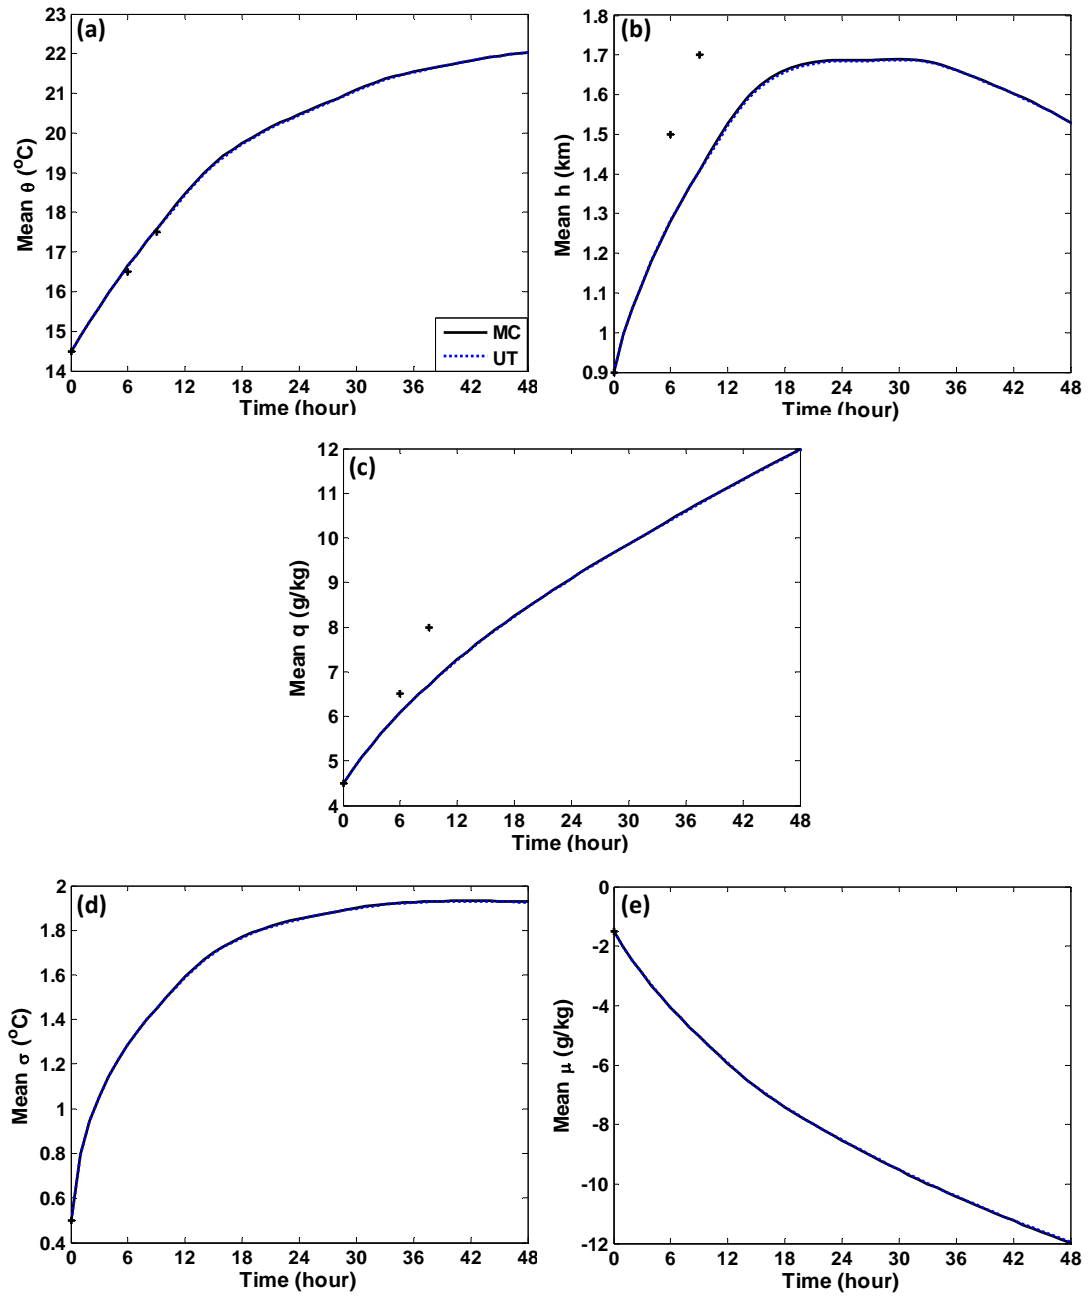 (a)
23
22
21
20
19
18
17
16
15
14
Mean θ (°C)
0 6 12 18 24 30 36 42 48
Time (hour)
MC
UT
(b)
1.8
1.7
1.6
1.5
1.4
1.3
1.2
1.1
1
0.9
Mean h (km)
0 6 12 18 24 30 36 42 48
Time (hour)
(c)
12
11
10
9
8
7
6
5
4
Mean q (g/kg)
0 6 12 18 24 30 36 42 48
Time (hour)
(d)
2
1.8
1.6
1.4
1.2
1
0.8
0.6
0.4
Mean σ (°C)
0 6 12 18 24 30 36 42 48
Time (hour)
(e)
0
-2
-4
-6
-8
-10
-12
Mean μ (g/kg)
0 6 12 18 24 30 36 42 48
Time (hour)